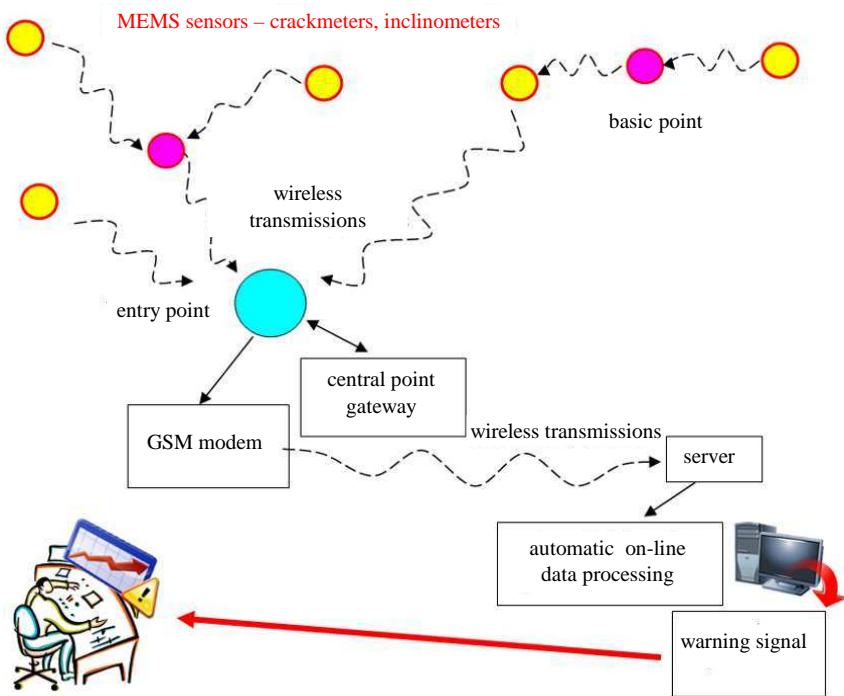 MEMS sensors – crackmeters, inclinometers
basic point
wireless
transmissions
entry point
central point
gateway
GSM modem
wireless transmissions
server
automatic on-line
data processing
warning signal